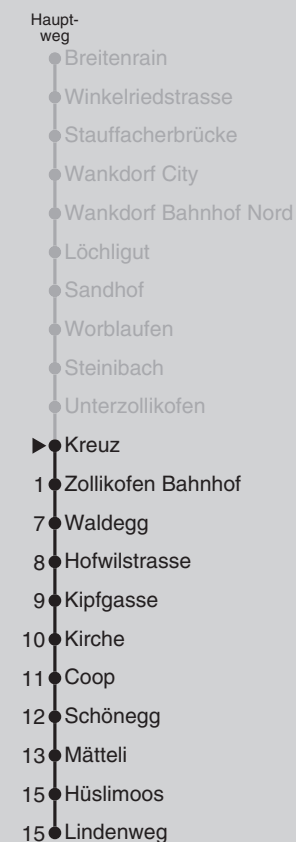 Haupt-
weg
Breitenrain
Winkelriedstrasse
Stauffacherbrücke
Wankdorf City
Wankdorf Bahnhof Nord
Löchligut
Sandhof
Worblaufen
Steinibach
Unterzollikofen
Kreuz
1 Zollikofen Bahnhof
7 Waldegg
8 Hofwilstrasse
9 Kipfgasse
10 Kirche
11 Coop
12 Schönegg
13 Mätteli
15 Hüslimoos
15 Lindenweg